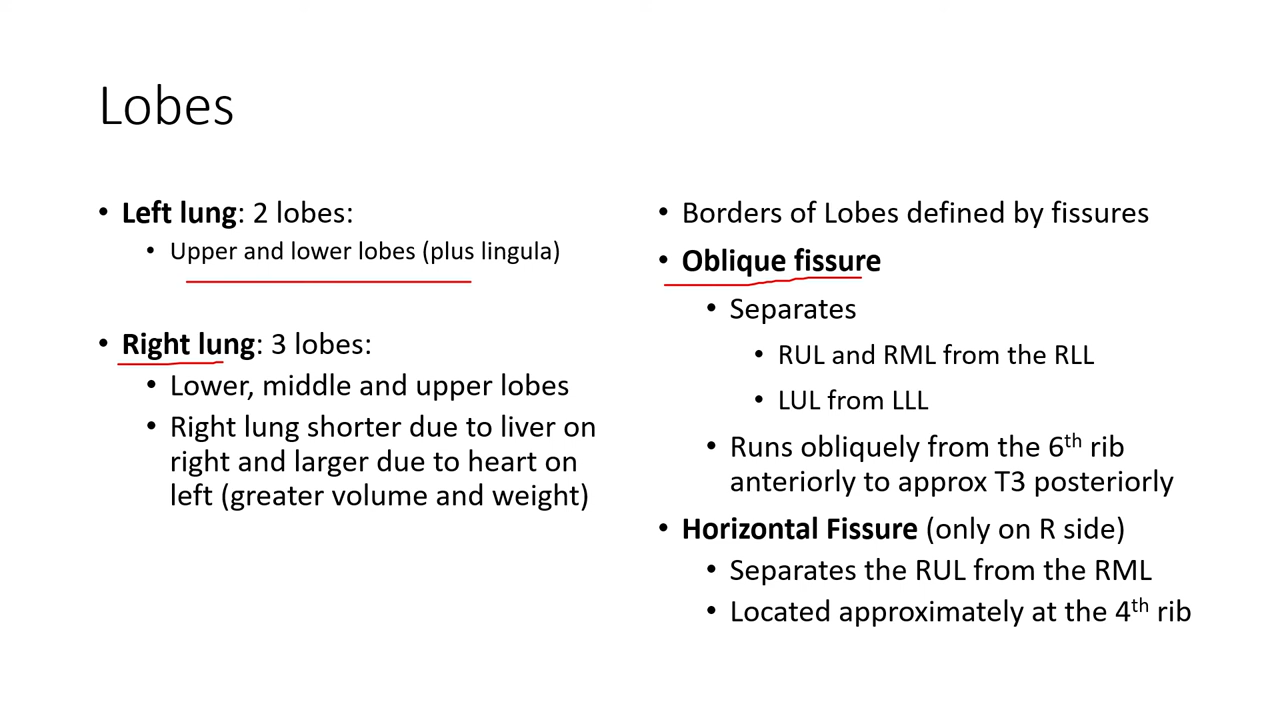 Lobes
• Left lung: 2 lobes:
• Upper and lower lobes (plus lingula)
• Right lung: 3 lobes:
• Lower, middle and upper lobes
• Right lung shorter due to liver on
right and larger due to heart on
left (greater volume and weight)
• Borders of Lobes defined by fissures
• Oblique fissure
• Separates
• RUL and RML from the RLL
• LUL from LLL
• Runs obliquely from the 6th rib
anteriorly to approx T3 posteriorly
• Horizontal Fissure (only on R side)
• Separates the RUL from the RML
• Located approximately at the 4th rib